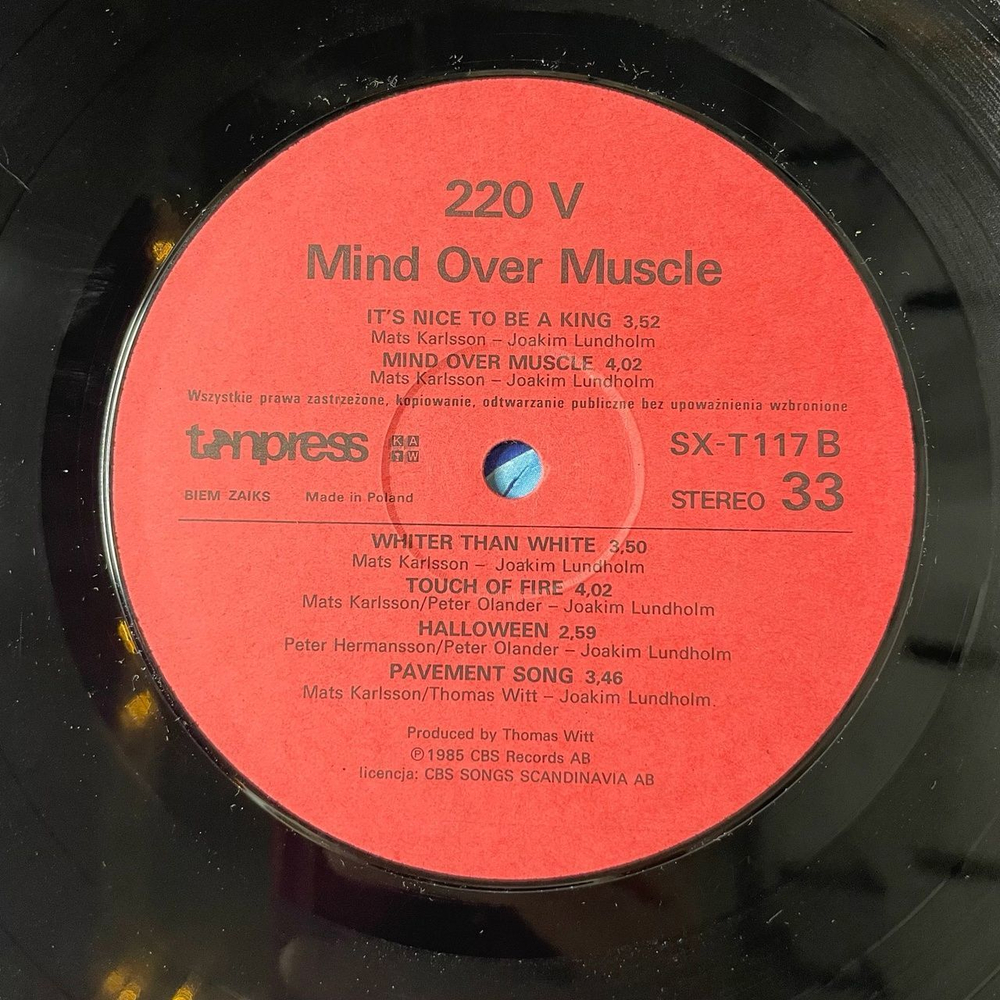 220 V
Mind Over Muscle
IT'S NICE TO BE A KING 3,52
Mats Karlsson – Joakim Lundholm
MIND OVER MUSCLE 4,02
Mats Karlsson – Joakim Lundholm
Wszystkie prawa zastrzeżone, kopiowanie, odtwarzanie publiczne bez upoważnienia wzbronione
tonpress KATW SX-T117 B
BIEM ZAIKS Made in Poland STEREO 33
WHITER THAN WHITE 3,50
Mats Karlsson – Joakim Lundholm
TOUCH OF FIRE 4,02
Mats Karlsson/Peter Olander – Joakim Lundholm
HALLOWEEN 2,59
Peter Hermansson/Peter Olander – Joakim Lundholm
PAVEMENT SONG 3,46
Mats Karlsson/Thomas Witt – Joakim Lundholm.
Produced by Thomas Witt
℗1985 CBS Records AB
licencja: CBS SONGS SCANDINAVIA AB